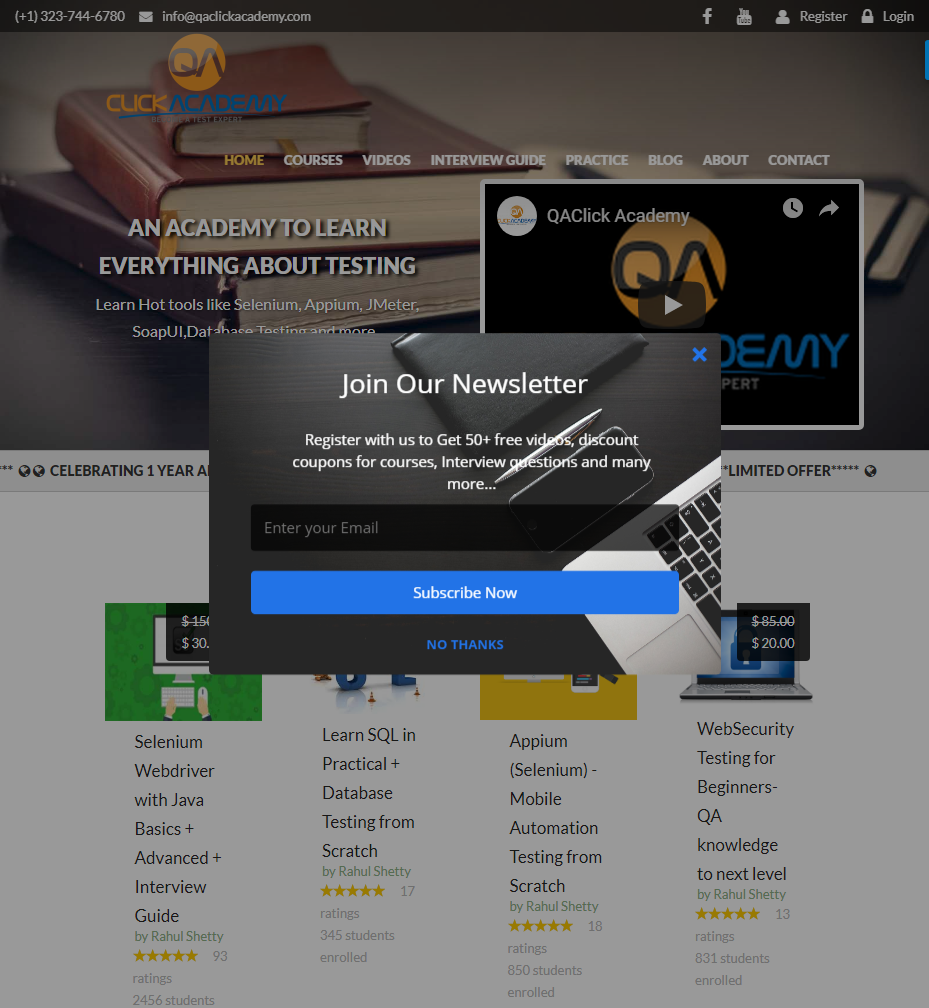 (+1) 323-744-6780 info@qaclickacademy.com Register Login
QA
CLICKACADEMY
HOME COURSES VIDEOS INTERVIEW GUIDE PRACTICE BLOG ABOUT CONTACT
AN ACADEMY TO LEARN
EVERYTHING ABOUT TESTING
Learn Hot tools like Selenium, Appium, JMeter,
SoapUI,Database Testing and more
QAClick Academy
QA
DEMY
PERT
Join Our Newsletter
Register with us to Get 50+ free videos, discount
coupons for courses, Interview questions and many
more...
Enter your Email
Subscribe Now
NO THANKS
*** CELEBRATING 1 YEAR *LIMITED OFFER*****
$ 30.
$ 85.00
$ 20.00
Selenium
Webdriver
with Java
Basics +
Advanced +
Interview
Guide
by Rahul Shetty
93
ratings
2456 students
Learn SQL in
Practical +
Database
Testing from
Scratch
by Rahul Shetty
17
ratings
345 students
enrolled
Appium
(Selenium) -
Mobile
Automation
Testing from
Scratch
by Rahul Shetty
18
ratings
850 students
enrolled
WebSecurity
Testing for
Beginners-
QA
knowledge
to next level
by Rahul Shetty
13
ratings
831 students
enrolled